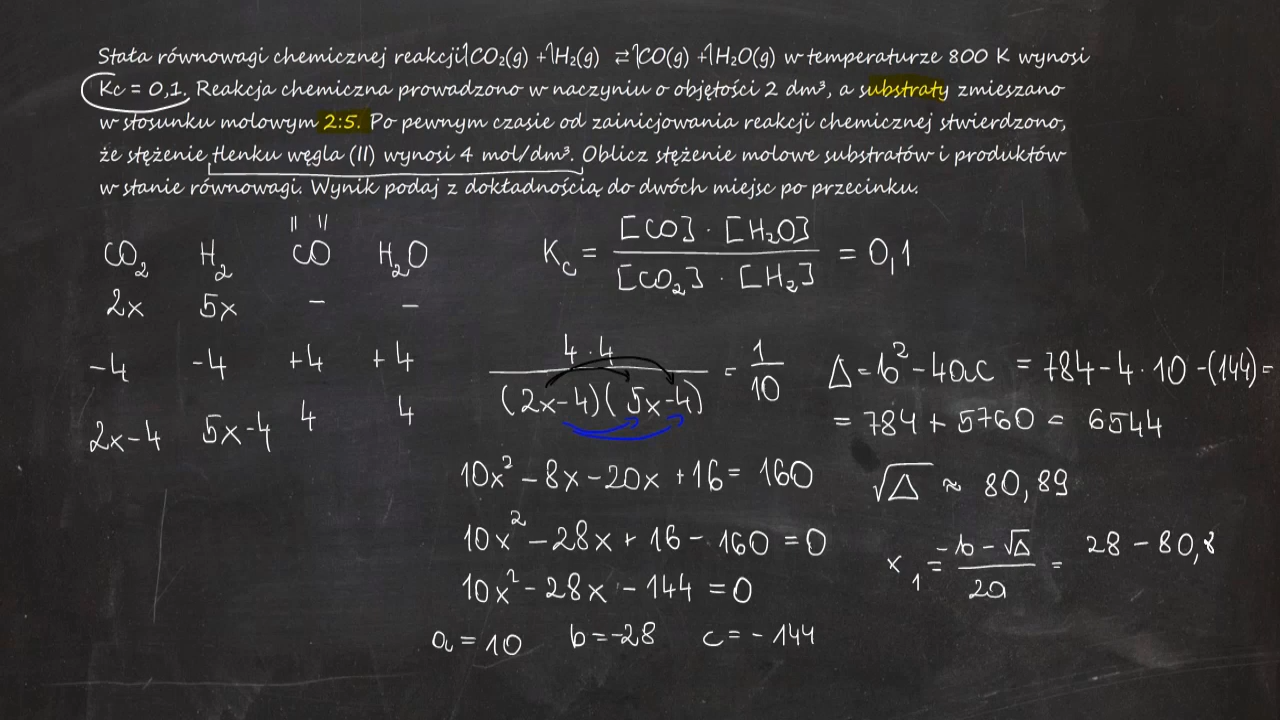 Stała równowagi chemicznej reakcji 1CO₂(g) + 1H₂(g) ⇄ 1CO(g) + 1H₂O(g) w temperaturze 800 K wynosi
Kc = 0,1. Reakcja chemiczna prowadzono w naczyniu o objętości 2 dm³, a substraty zmieszano
w stosunku molowym 2:5. Po pewnym czasie od zainicjowania reakcji chemicznej stwierdzono,
że stężenie tlenku węgla (II) wynosi 4 mol/dm³. Oblicz stężenie molowe substratów i produktów
w stanie równowagi. Wynik podaj z dokładnością do dwóch miejsc po przecinku.
II II
CO₂ H₂ CO H₂O
2x 5x – –
-4 -4 +4 +4
2x-4 5x-4 4 4
Kc = [CO] · [H₂O] / [CO₂] · [H₂] = 0,1
4 · 4 / (2x-4)(5x-4) = 1/10
10x² - 8x - 20x + 16 = 160
10x² - 28x + 16 - 160 = 0
10x² - 28x - 144 = 0
a = 10 b = -28 c = - 144
Δ = b² - 4ac = 784 - 4 · 10 · -(144) =
= 784 + 5760 = 6544
√Δ ≈ 80,89
x₁ = -b - √Δ / 2a = 28 - 80,8